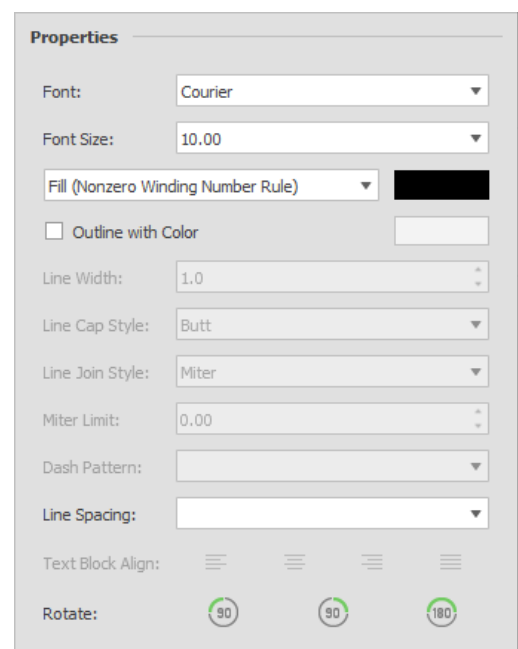 Properties
Font: Courier
Font Size: 10.00
Fill (Nonzero Winding Number Rule)
Outline with Color
Line Width: 1.0
Line Cap Style: Butt
Line Join Style: Miter
Miter Limit: 0.00
Dash Pattern:
Line Spacing:
Text Block Align:
Rotate: 90 90 180